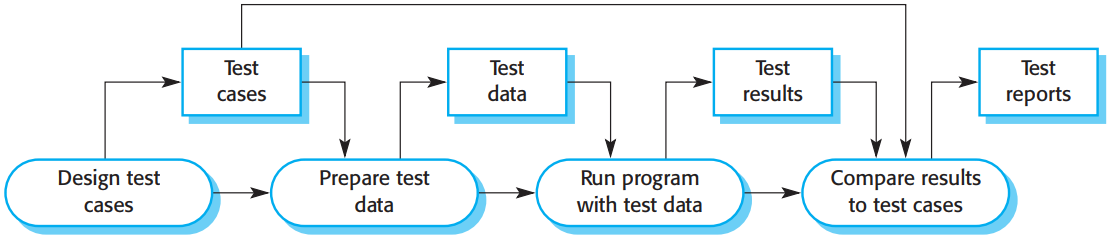 Test
cases
Test
data
Test
results
Test
reports
Design test
cases
Prepare test
data
Run program
with test data
Compare results
to test cases